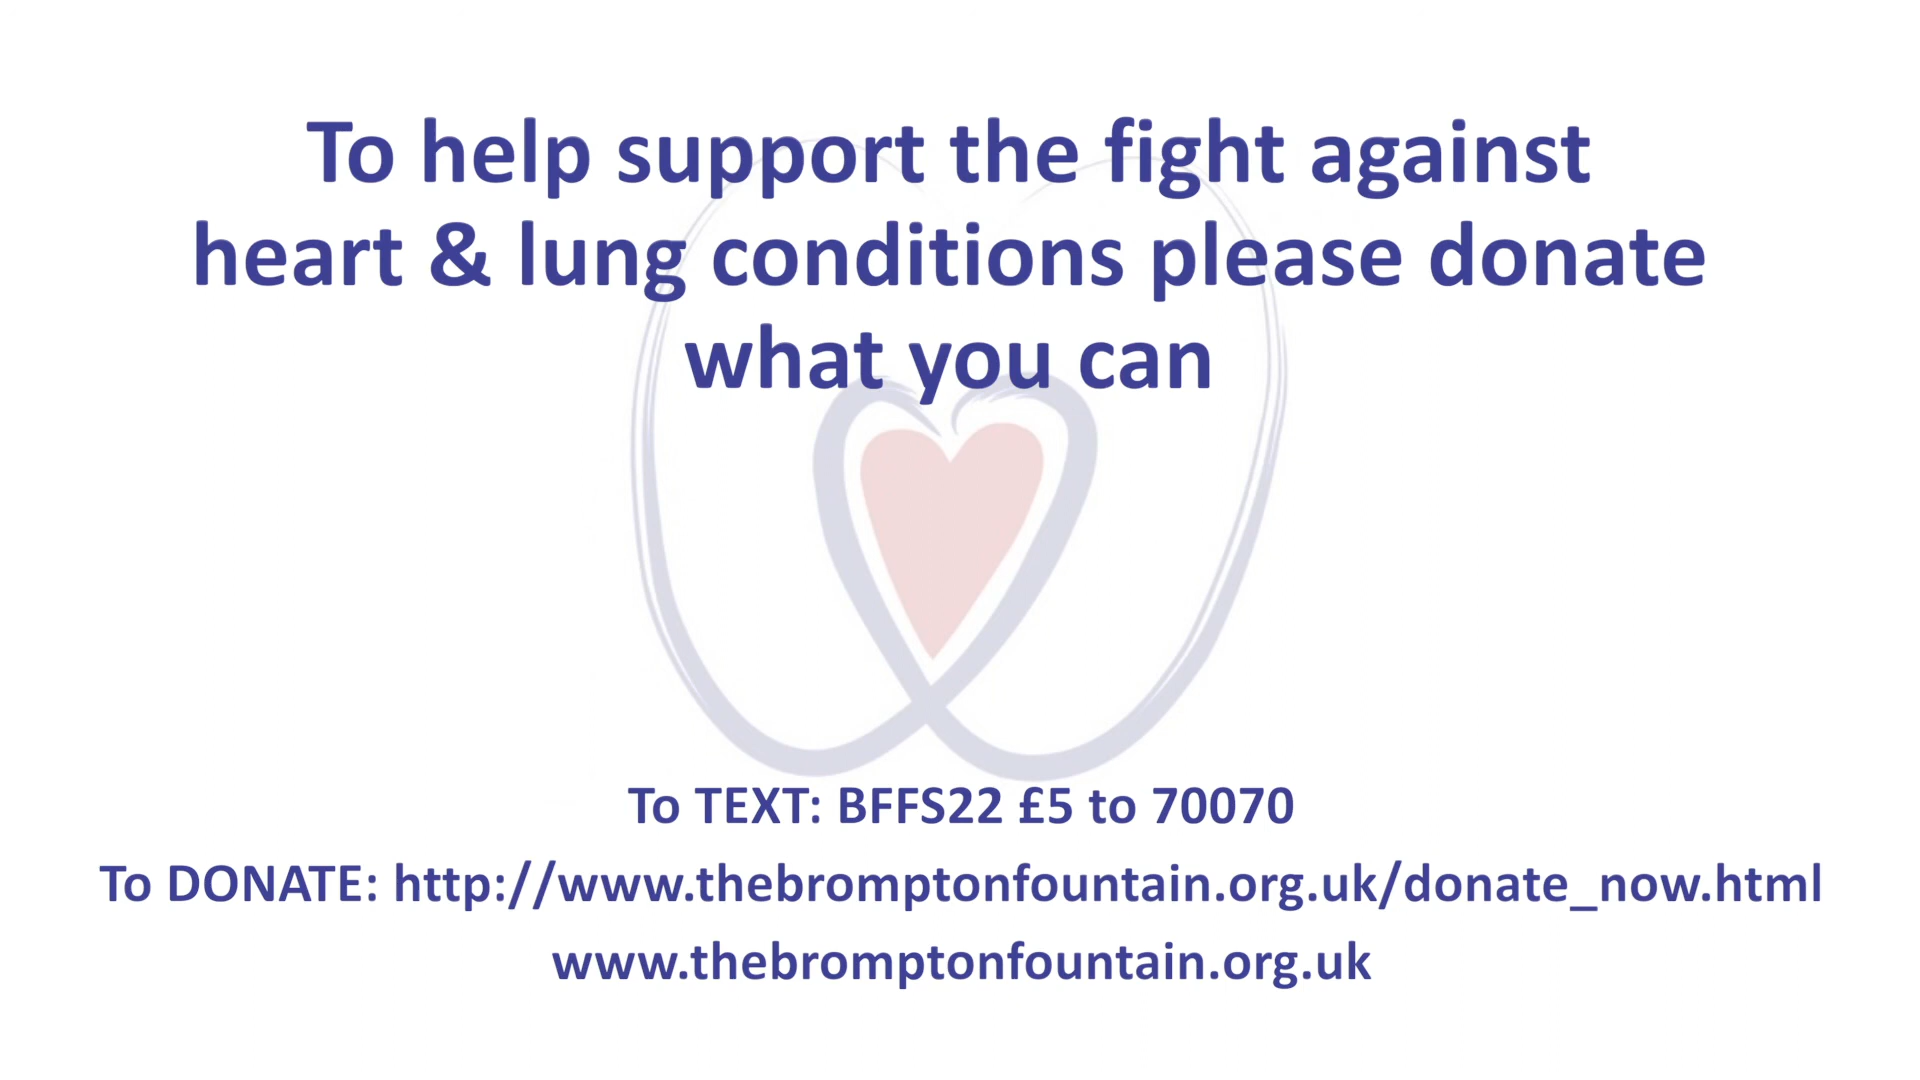 To help support the fight against
heart & lung conditions please donate
what you can
To TEXT: BFFS22 £5 to 70070
To DONATE: http://www.thebromptonfountain.org.uk/donate_now.html
www.thebromptonfountain.org.uk